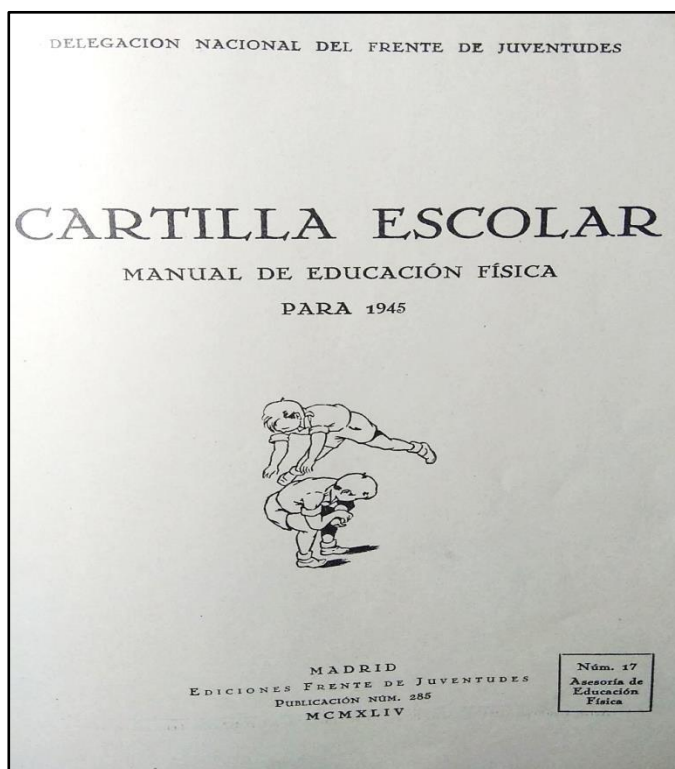 DELEGACION NACIONAL DEL FRENTE DE JUVENTUDES
CARTILLA ESCOLAR
MANUAL DE EDUCACIÓN FÍSICA
PARA 1945
MADRID
EDICIONES FRENTE DE JUVENTUDES
PUBLICACIÓN NÚM. 285
MCMXLIV
Núm. 17
Asesoría de
Educación
Física